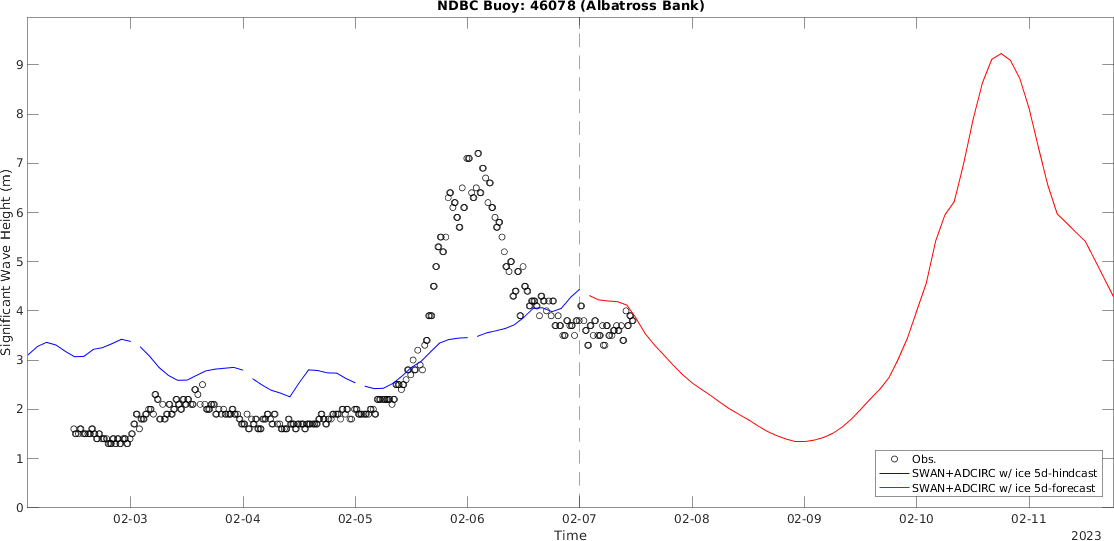 NDBC Buoy: 46078 (Albatross Bank)
Significant Wave Height (m)
9
8
7
6
5
4
3
2
1
0
Obs.
SWAN+ADCIRC w/ ice 5d-hindcast
SWAN+ADCIRC w/ ice 5d-forecast
02-03 02-04 02-05 02-06 02-07 02-08 02-09 02-10 02-11
Time
2023